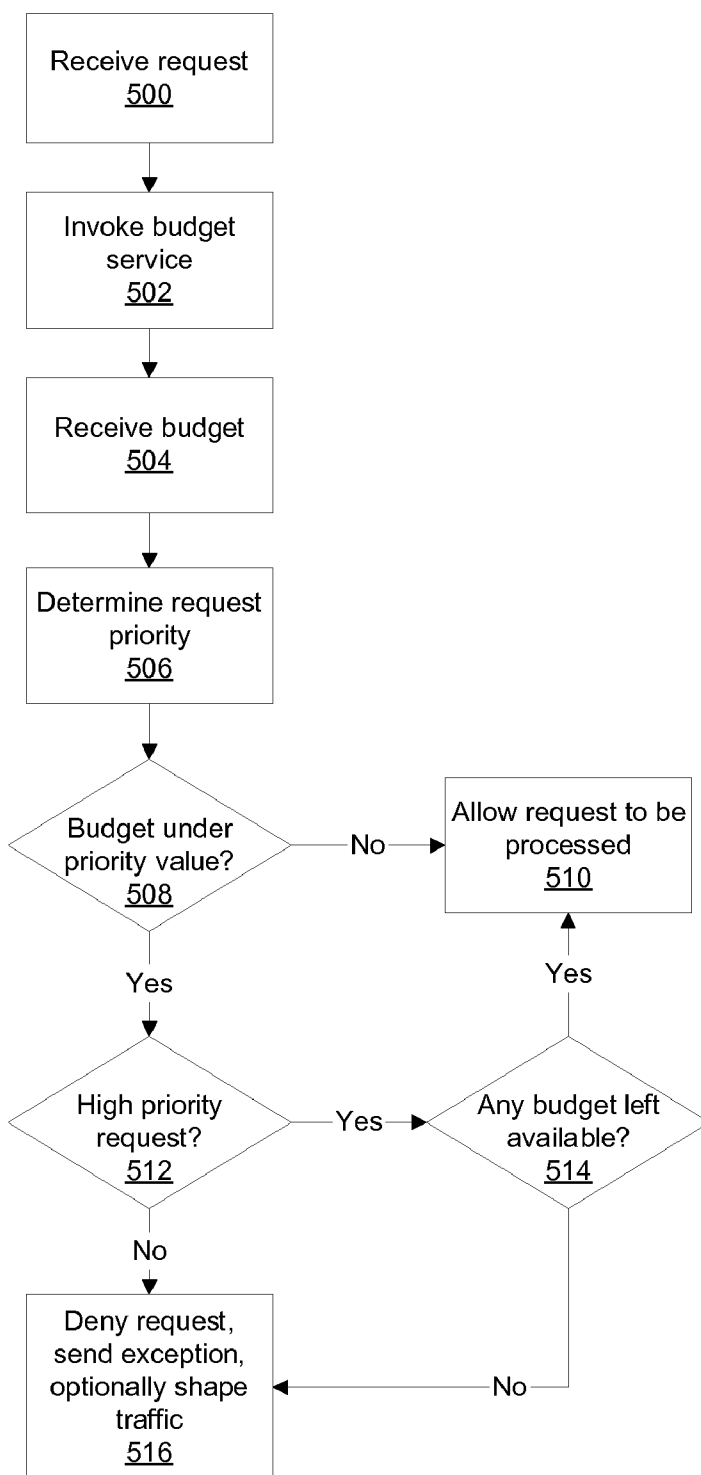 Receive request
500
Invoke budget
service
502
Receive budget
504
Determine request
priority
506
Budget under
priority value?
508
No
Allow request to be
processed
510
Yes
Yes
High priority
request?
512
Yes
Any budget left
available?
514
No
Deny request,
send exception,
optionally shape
traffic
516
No